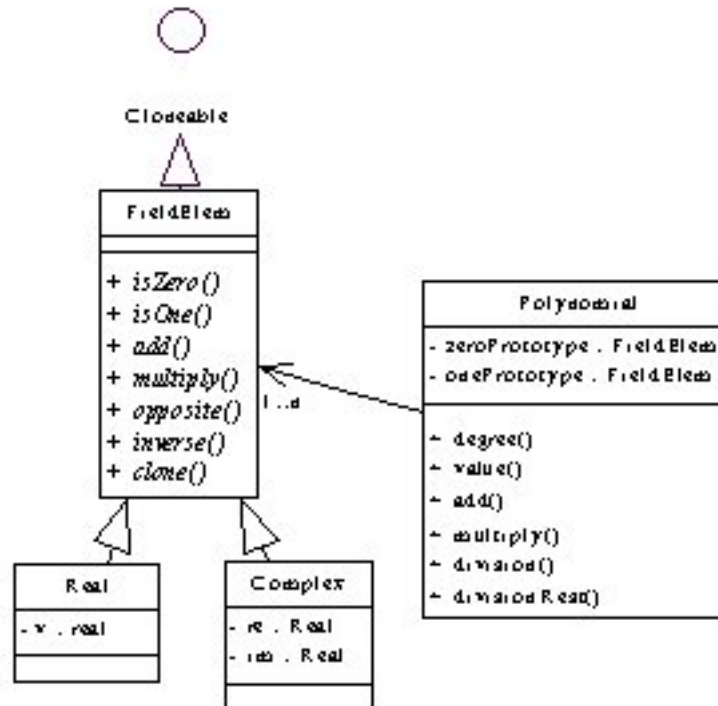 Cloneable
FieldElem
+ isZero()
+ isOne()
+ add()
+ multiply()
+ opposite()
+ inverse()
+ clone()
Polynomial
- zeroPrototype : FieldElem
- onePrototype : FieldElem
+ degree()
+ value()
+ add()
+ multiply()
+ division()
+ divisionRest()
1..n
Real
- v : real
Complex
- re : Real
- im : Real